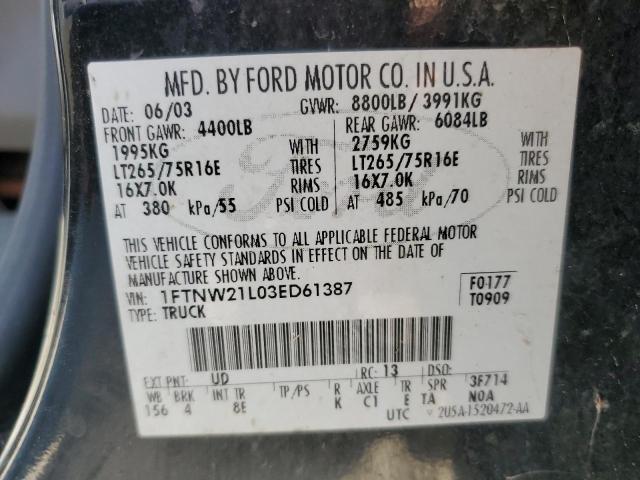 MFD. BY FORD MOTOR CO. IN U.S.A.
DATE: 06/03 GVWR: 8800LB/ 3991KG
FRONT GAWR: 4400LB REAR GAWR: 6084LB
1995KG WITH 2759KG WITH
LT265/75R16E TIRES LT265/75R16E TIRES
16X7.0K RIMS 16X7.0K RIMS
AT 380 kPa/55 PSI COLD AT 485 kPa/70 PSI COLD
THIS VEHICLE CONFORMS TO ALL APPLICABLE FEDERAL MOTOR
VEHICLE SAFETY STANDARDS IN EFFECT ON THE DATE OF
MANUFACTURE SHOWN ABOVE.
VIN: 1FTNW21L03ED61387 F0177
TYPE: TRUCK T0909
EXT PNT: UD RC: 13 DSO:
WB BRK INT TR TP/PS R AXLE TR SPR 3F714
156 4 8E K C1 E TA NOA
UTC 2U5A-1520472-AA
Ford